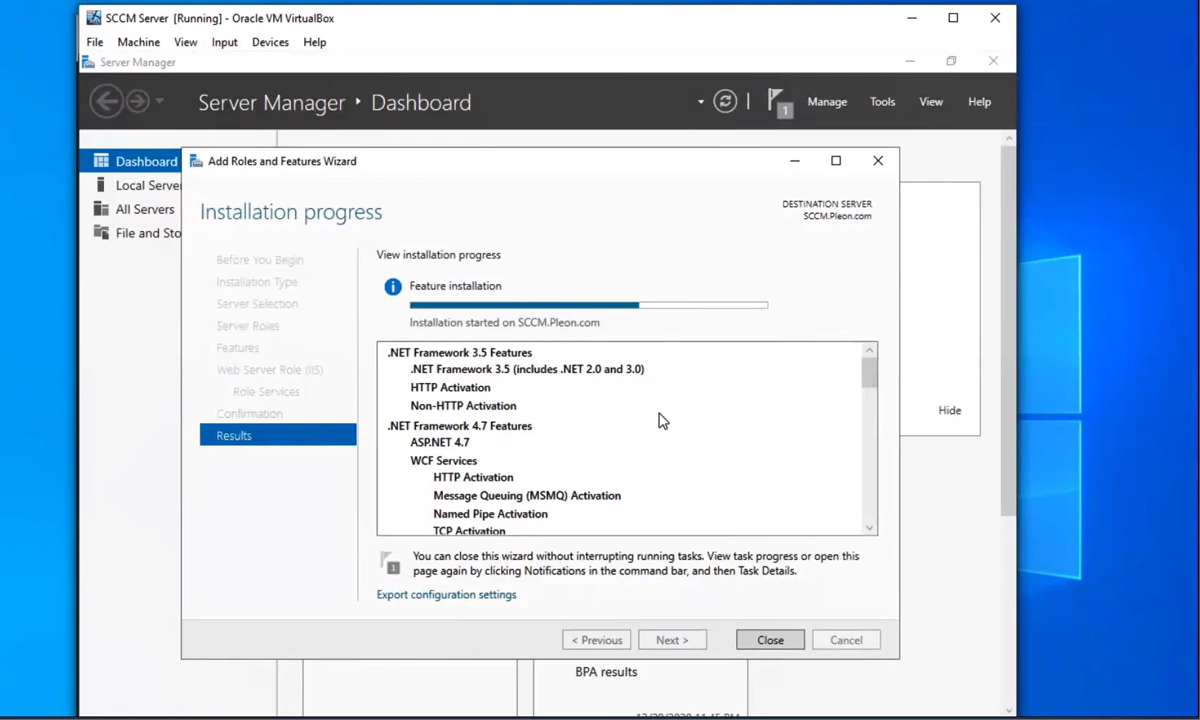 SCCM Server [Running] - Oracle VM VirtualBox
File Machine View Input Devices Help
Server Manager
Server Manager ‣ Dashboard
1 Manage Tools View Help
Dashboard
Local Server
All Servers
File and Sto
Add Roles and Features Wizard
Installation progress
DESTINATION SERVER
SCCM.Pleon.com
Before You Begin
Installation Type
Server Selection
Server Roles
Features
Web Server Role (IIS)
Role Services
Confirmation
Results
View installation progress
Feature installation
Installation started on SCCM.Pleon.com
.NET Framework 3.5 Features
.NET Framework 3.5 (includes .NET 2.0 and 3.0)
HTTP Activation
Non-HTTP Activation
.NET Framework 4.7 Features
ASP.NET 4.7
WCF Services
HTTP Activation
Message Queuing (MSMQ) Activation
Named Pipe Activation
TCP Activation
1
You can close this wizard without interrupting running tasks. View task progress or open this
page again by clicking Notifications in the command bar, and then Task Details.
Export configuration settings
< Previous Next > Close Cancel
Hide
BPA results